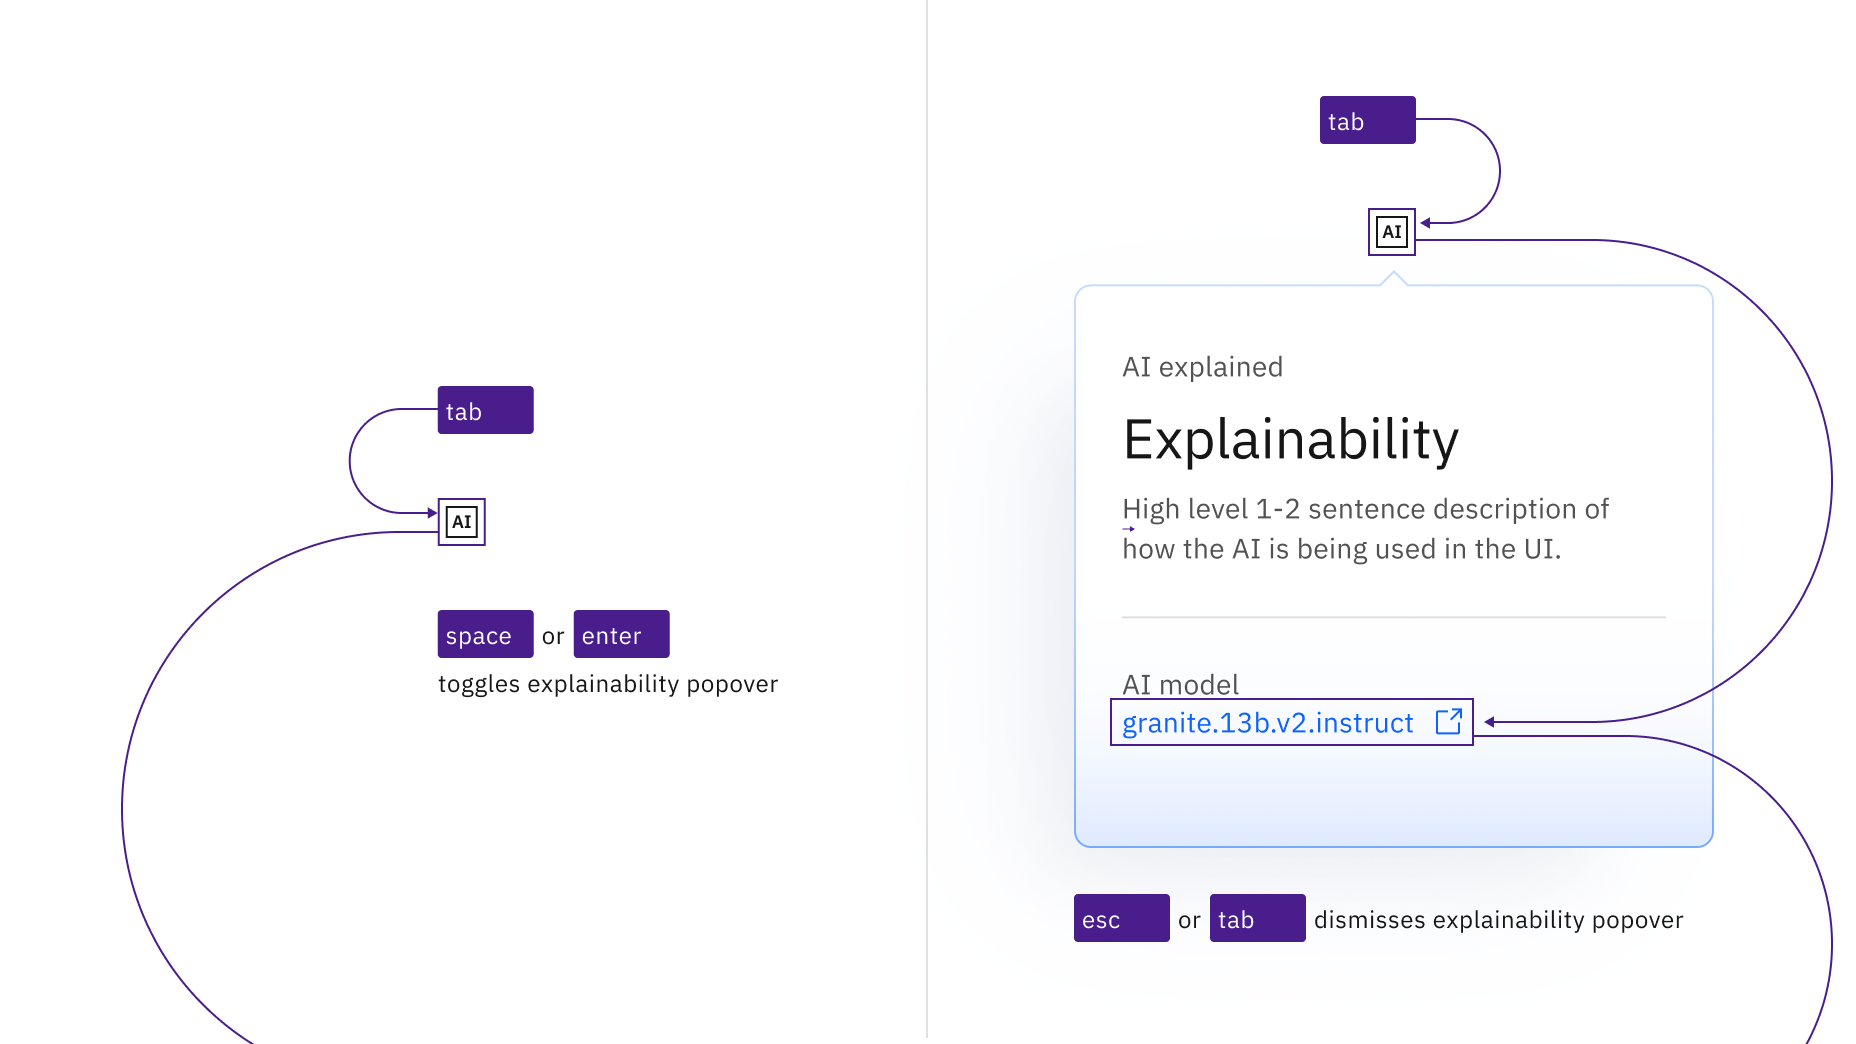 tab
AI
space or enter
toggles explainability popover
tab
AI
AI explained
Explainability
High level 1-2 sentence description of
how the AI is being used in the UI.
AI model
granite.13b.v2.instruct
esc or tab dismisses explainability popover